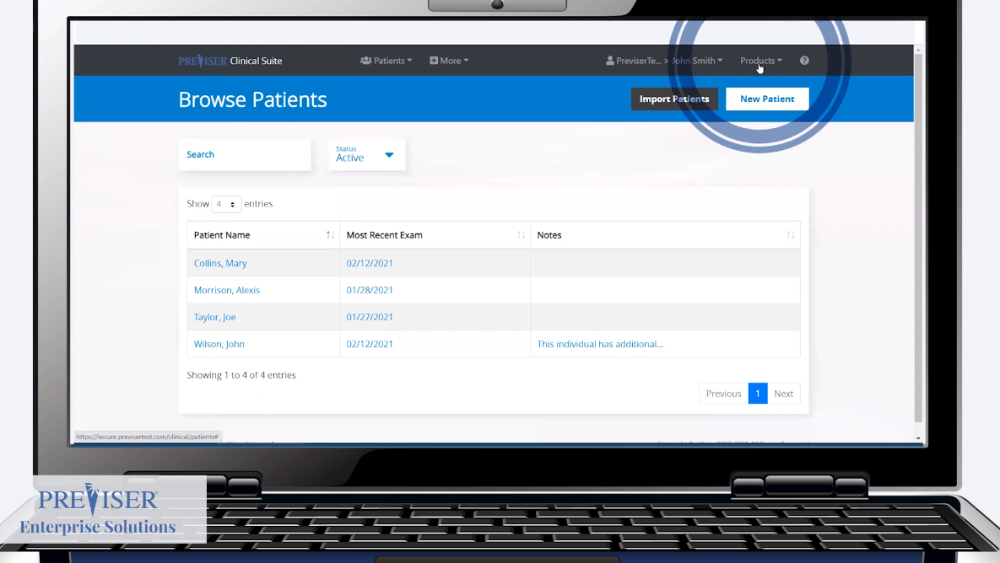 PREVISER Clinical Suite
Patients
More
PreviserTe... > John Smith
Products
Browse Patients
Import Patients
New Patient
Search
Status
Active
Show 4 entries
Patient Name
Most Recent Exam
Notes
Collins, Mary
02/12/2021
Morrison, Alexis
01/28/2021
Taylor, Joe
01/27/2021
Wilson, John
02/12/2021
This individual has additional...
Showing 1 to 4 of 4 entries
Previous
1
Next
https://secure.previsertest.com/clinical/patients#
PREVISER
Enterprise Solutions